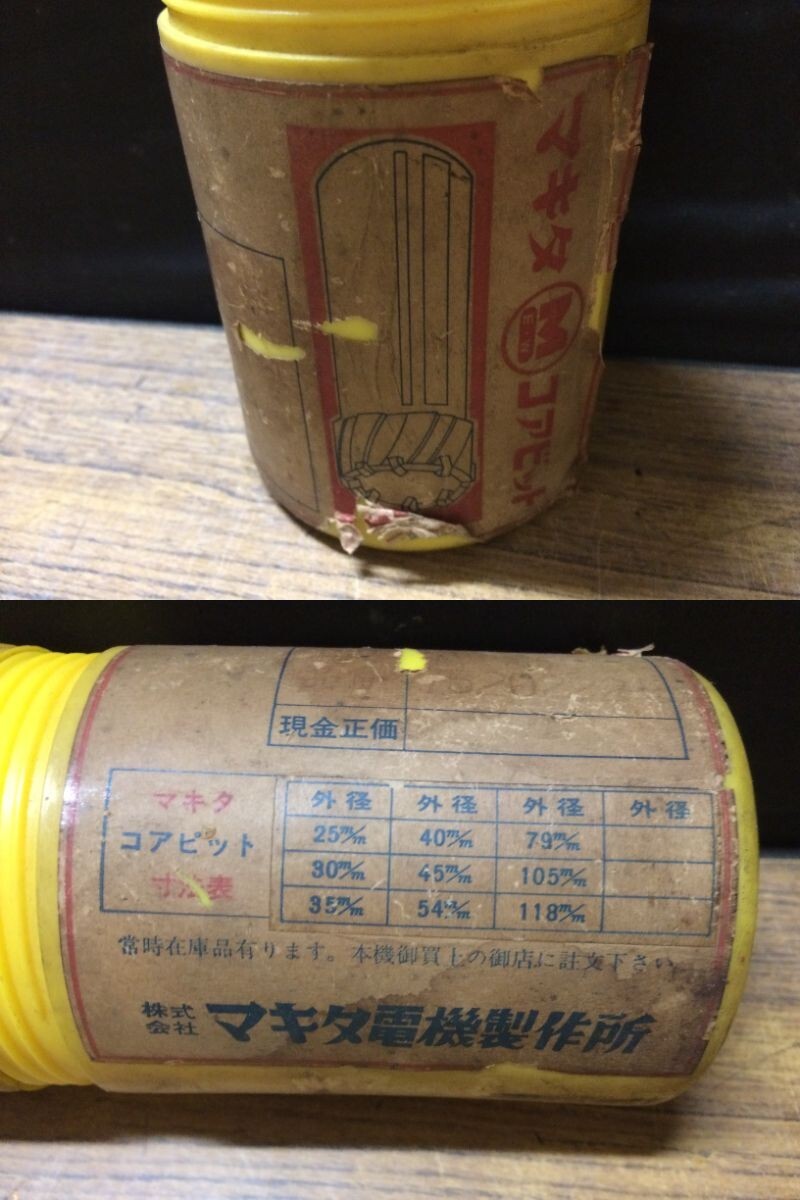 マキタ M コアビット
現金正価
マキタ
コアピット
寸法表
外径 外径 外径 外径
25m/m 40m/m 79m/m
30m/m 45m/m 105m/m
35m/m 54m/m 118m/m
常時在庫品有ります。本機御買上の御店に註文下さい
株式会社 マキタ電機製作所